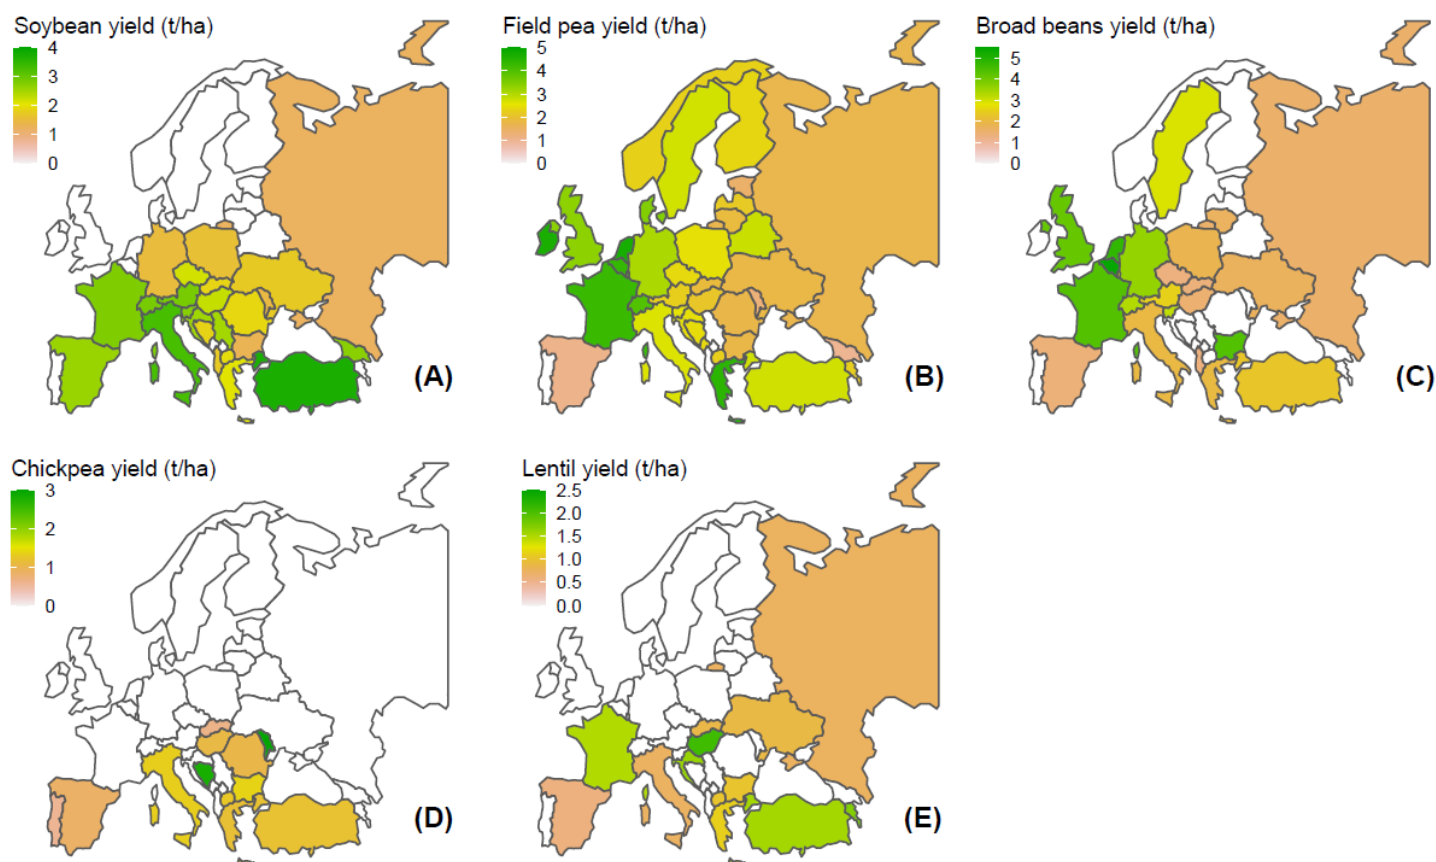 Soybean yield (t/ha)
4
3
2
1
0
(A)
Field pea yield (t/ha)
5
4
3
2
1
0
(B)
Broad beans yield (t/ha)
5
4
3
2
1
0
(C)
Chickpea yield (t/ha)
3
2
1
0
(D)
Lentil yield (t/ha)
2.5
2.0
1.5
1.0
0.5
0.0
(E)